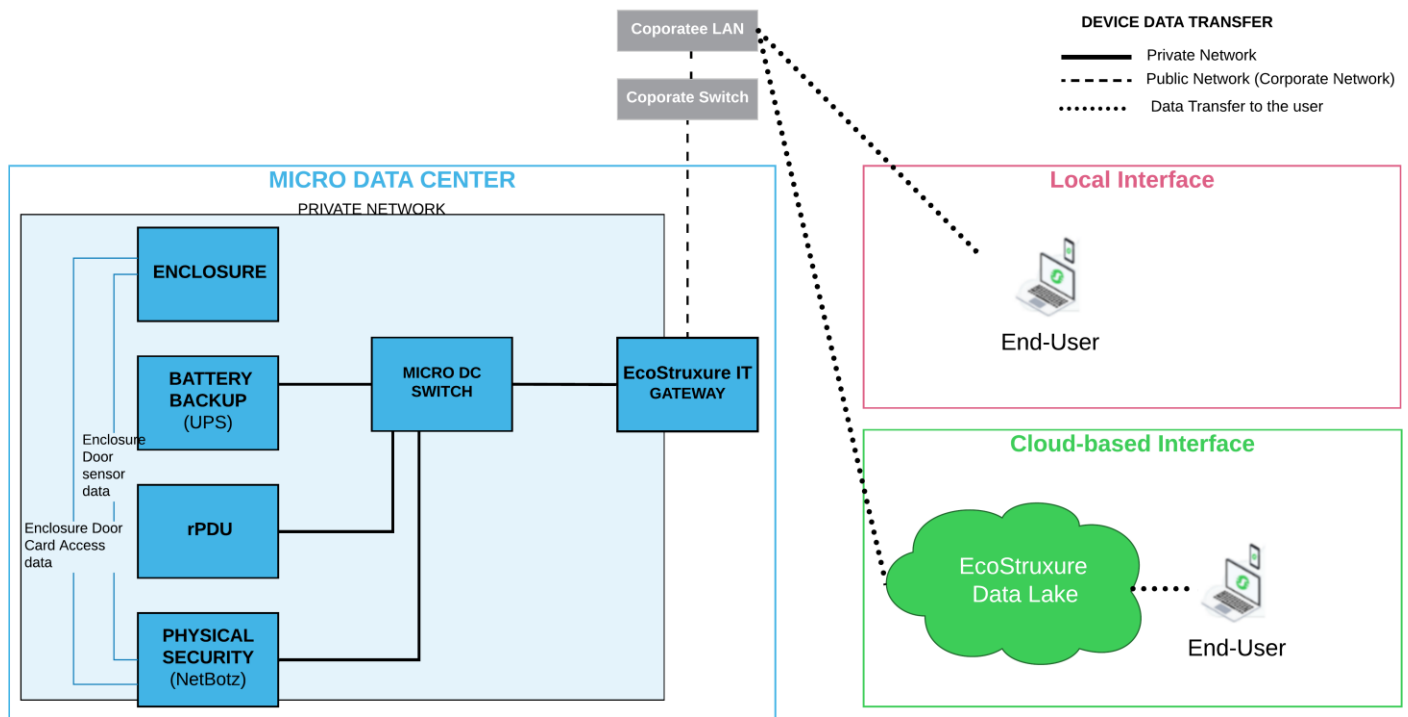 Coporatee LAN
Coporate Switch
DEVICE DATA TRANSFER
Private Network
Public Network (Corporate Network)
Data Transfer to the user
MICRO DATA CENTER
PRIVATE NETWORK
ENCLOSURE
BATTERY
BACKUP
(UPS)
MICRO DC
SWITCH
EcoStruxure IT
GATEWAY
Enclosure
Door
sensor
data
rPDU
Enclosure Door
Card Access
data
PHYSICAL
SECURITY
(NetBotz)
Local Interface
End-User
Cloud-based Interface
EcoStruxure
Data Lake
End-User